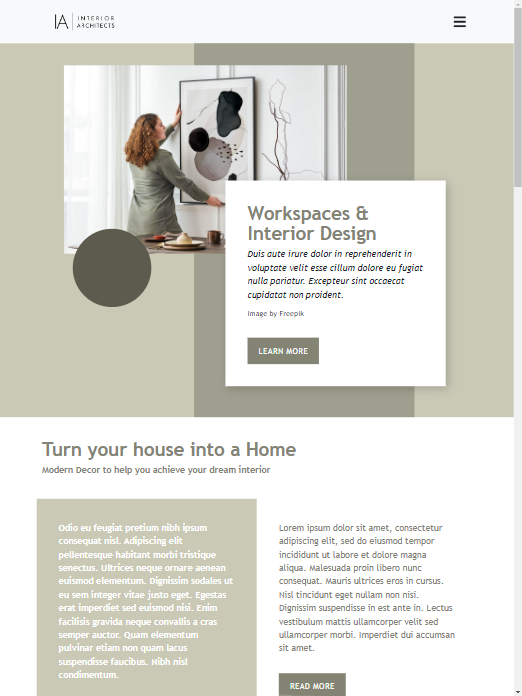 IA INTERIOR
ARCHITECTS
Workspaces &
Interior Design
Duis aute irure dolor in reprehenderit in
voluptate velit esse cillum dolore eu fugiat
nulla pariatur. Excepteur sint occaecat
cupidatat non proident.
Image by Freepik
LEARN MORE
Turn your house into a Home
Modern Decor to help you achieve your dream interior
Odio eu feugiat pretium nibh ipsum
consequat nisl. Adipiscing elit
pellentesque habitant morbi tristique
senectus. Ultrices neque ornare aenean
euismod elementum. Dignissim sodales ut
eu sem integer vitae justo eget. Egestas
erat imperdiet sed euismod nisi. Enim
facilisis gravida neque convallis a cras
semper auctor. Quam elementum
pulvinar etiam non quam lacus
suspendisse faucibus. Nibh nisl
condimentum.
Lorem ipsum dolor sit amet, consectetur
adipiscing elit, sed do eiusmod tempor
incididunt ut labore et dolore magna
aliqua. Malesuada proin libero nunc
consequat. Mauris ultrices eros in cursus.
Nisl tincidunt eget nullam non nisi.
Dignissim suspendisse in est ante in. Lectus
vestibulum mattis ullamcorper velit sed
ullamcorper morbi. Imperdiet dui accumsan
sit amet.
READ MORE